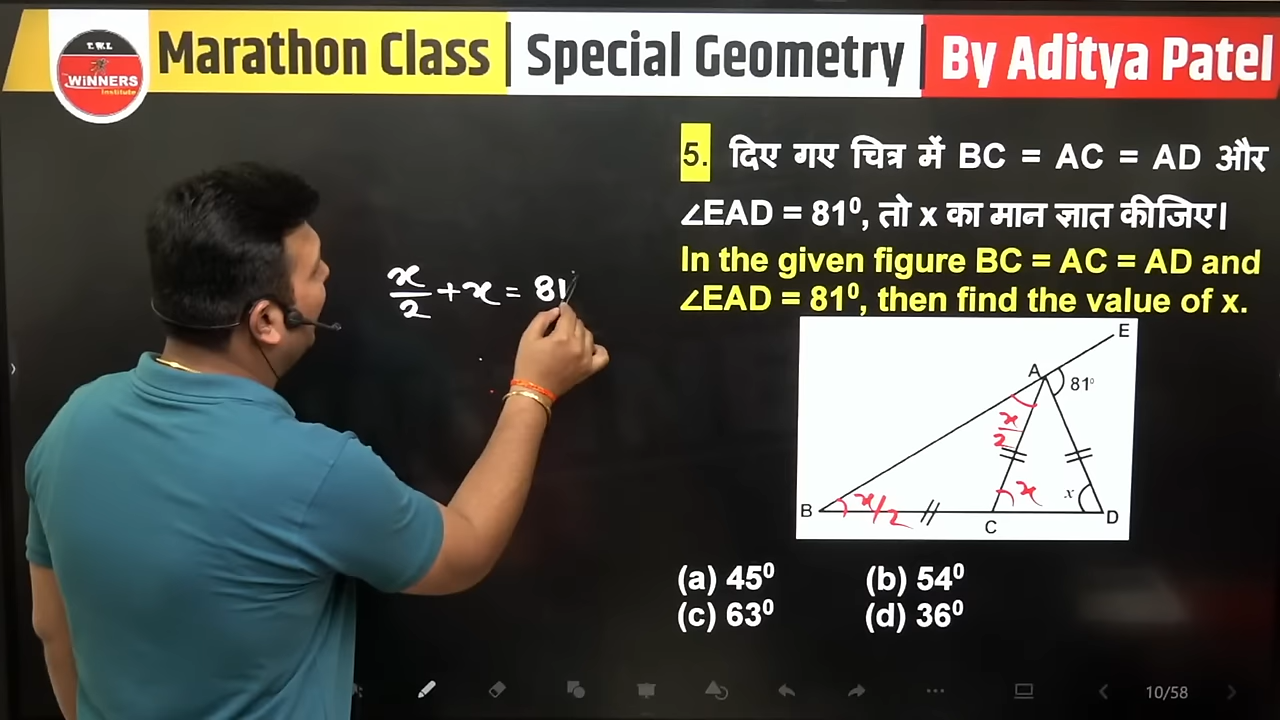 T.W.I.
WINNERS
Institute
Marathon Class | Special Geometry By Aditya Patel
5. दिए गए चित्र में BC = AC = AD और
∠EAD = 81⁰, तो x का मान ज्ञात कीजिए।
In the given figure BC = AC = AD and
∠EAD = 81⁰, then find the value of x.
x/2 + x = 81
E
A
81⁰
x/2
x
x
B
x/2
C
D
(a) 45⁰ (b) 54⁰
(c) 63⁰ (d) 36⁰
10/58